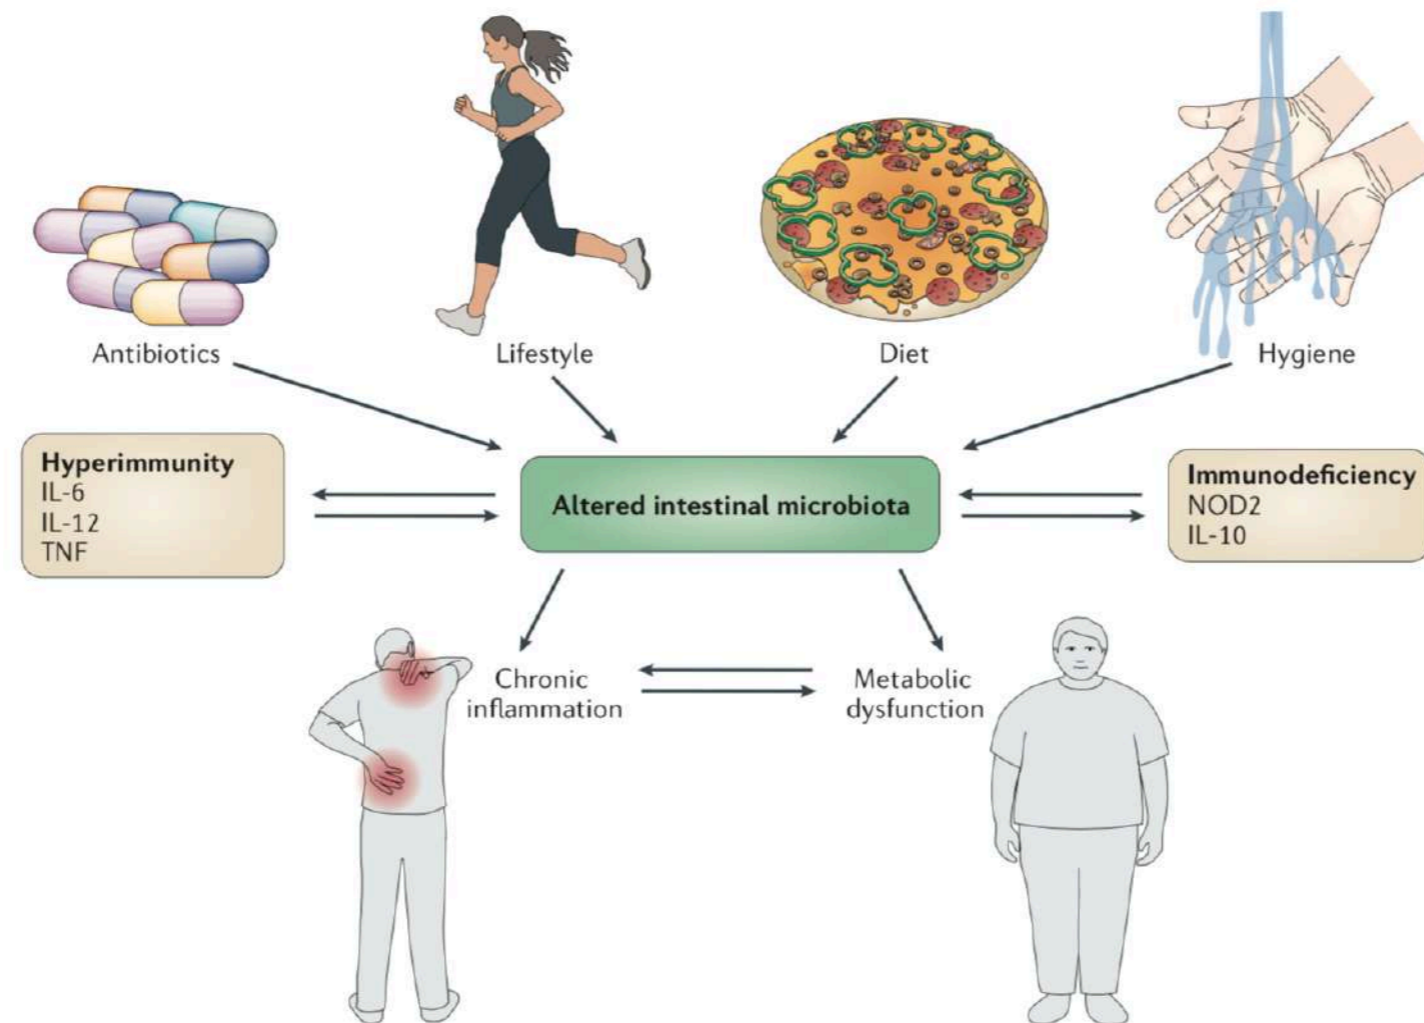 Antibiotics
Lifestyle
Diet
Hygiene
Hyperimmunity
IL-6
IL-12
TNF
Altered intestinal microbiota
Immunodeficiency
NOD2
IL-10
Chronic
inflammation
Metabolic
dysfunction